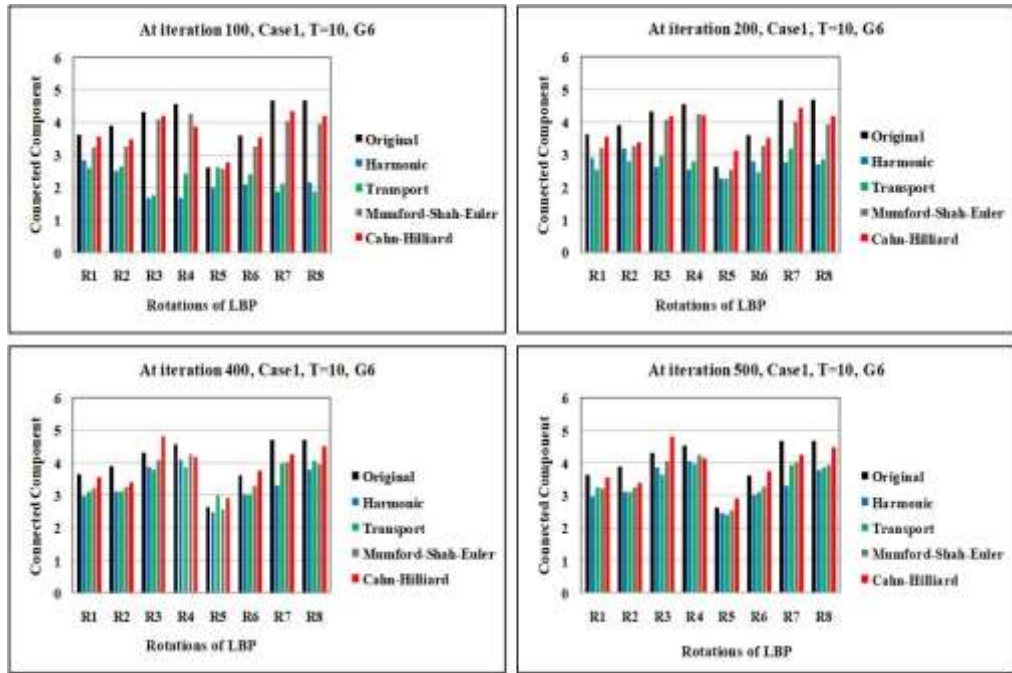 At iteration 100, Case1, T=10, G6
6
5
4
3
2
1
0
Connected Component
R1 R2 R3 R4 R5 R6 R7 R8
Rotations of LBP
Original
Harmonic
Transport
Mumford-Shah-Euler
Cahn-Hilliard
At iteration 200, Case1, T=10, G6
6
5
4
3
2
1
0
Connected Component
R1 R2 R3 R4 R5 R6 R7 R8
Rotations of LBP
Original
Harmonic
Transport
Mumford-Shah-Euler
Cahn-Hilliard
At iteration 400, Case1, T=10, G6
6
5
4
3
2
1
0
Connected Component
R1 R2 R3 R4 R5 R6 R7 R8
Rotations of LBP
Original
Harmonic
Transport
Mumford-Shah-Euler
Cahn-Hilliard
At iteration 500, Case1, T=10, G6
6
5
4
3
2
1
0
Connected Component
R1 R2 R3 R4 R5 R6 R7 R8
Rotations of LBP
Original
Harmonic
Transport
Mumford-Shah-Euler
Cahn-Hilliard